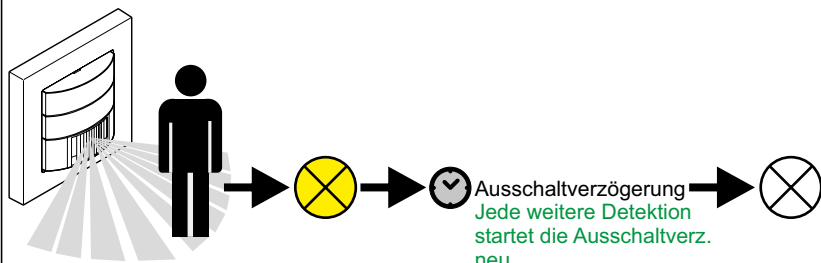 Ausschaltverzögerung
Jede weitere Detektion
startet die Ausschaltverz.
neu